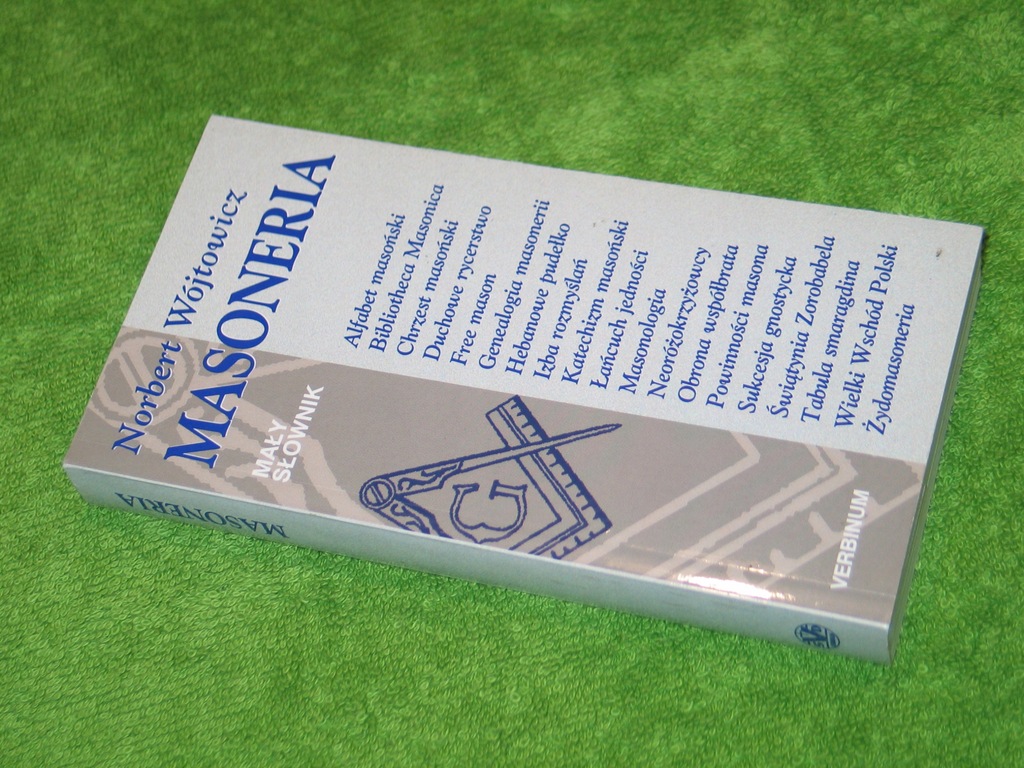 Norbert Wójtowicz
MASONERIA
MAŁY
SŁOWNIK
Alfabet masoński
Bibliotheca Masonica
Chrzest masoński
Duchowe rycerstwo
Free mason
Genealogia masonerii
Hebanowe pudełko
Izba rozmyślań
Katechizm masoński
Łańcuch jedności
Masonologia
Neoróżokrzyżowcy
Obrona współbrata
Powinności masona
Sukcesja gnostycka
Świątynia Zorobabela
Tabula smaragdina
Wielki Wschód Polski
Żydomasoneria
G
VERBINUM
MASONERIA